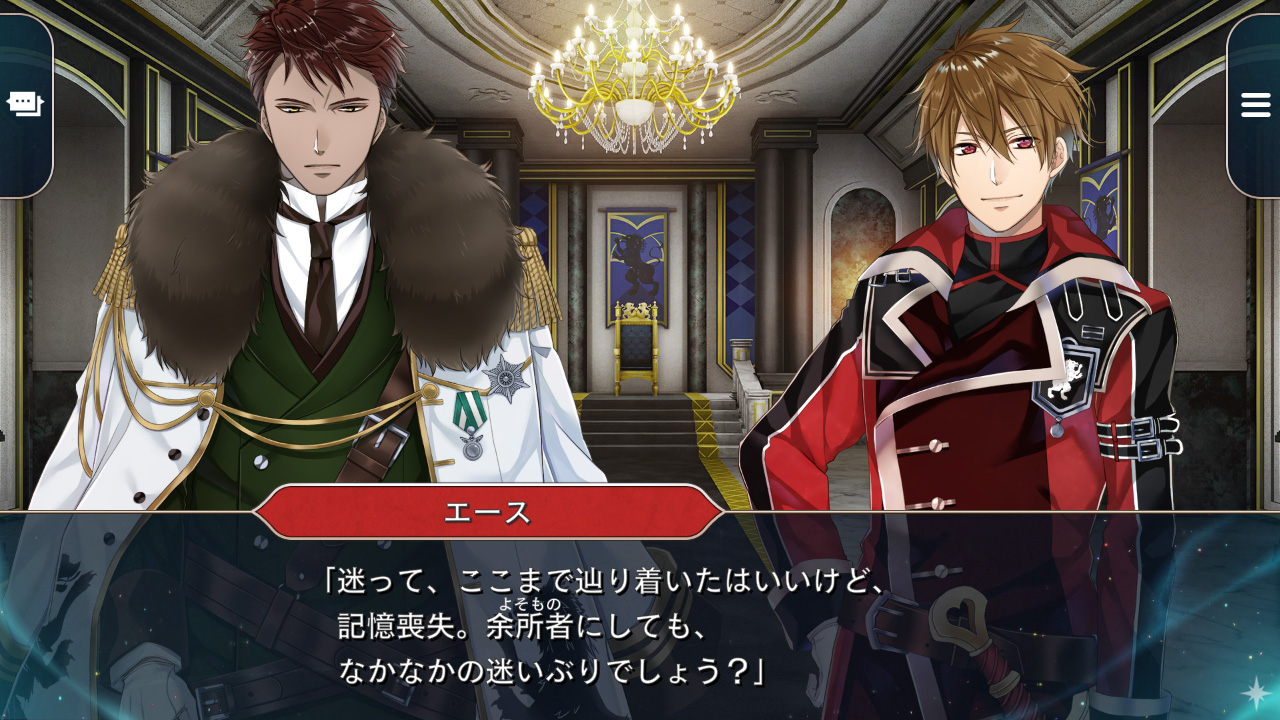 エース
「迷って、ここまで辿り着いたはいいけど、
よそもの
記憶喪失。余所者にしても、
なかなかの迷いぶりでしょう？」